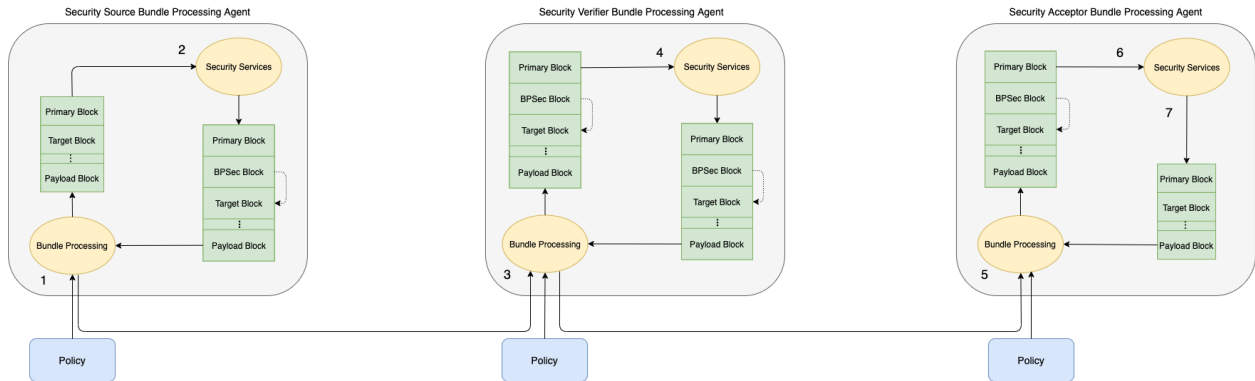 Security Source Bundle Processing Agent
2
Security Services
Primary Block
Target Block
Payload Block
Primary Block
BPSec Block
Target Block
Payload Block
Bundle Processing
1
Policy
Security Verifier Bundle Processing Agent
4
Security Services
Primary Block
BPSec Block
Target Block
Payload Block
Primary Block
BPSec Block
Target Block
Payload Block
Bundle Processing
3
Policy
Security Acceptor Bundle Processing Agent
6
Security Services
Primary Block
BPSec Block
Target Block
Payload Block
7
Primary Block
Target Block
Payload Block
Bundle Processing
5
Policy